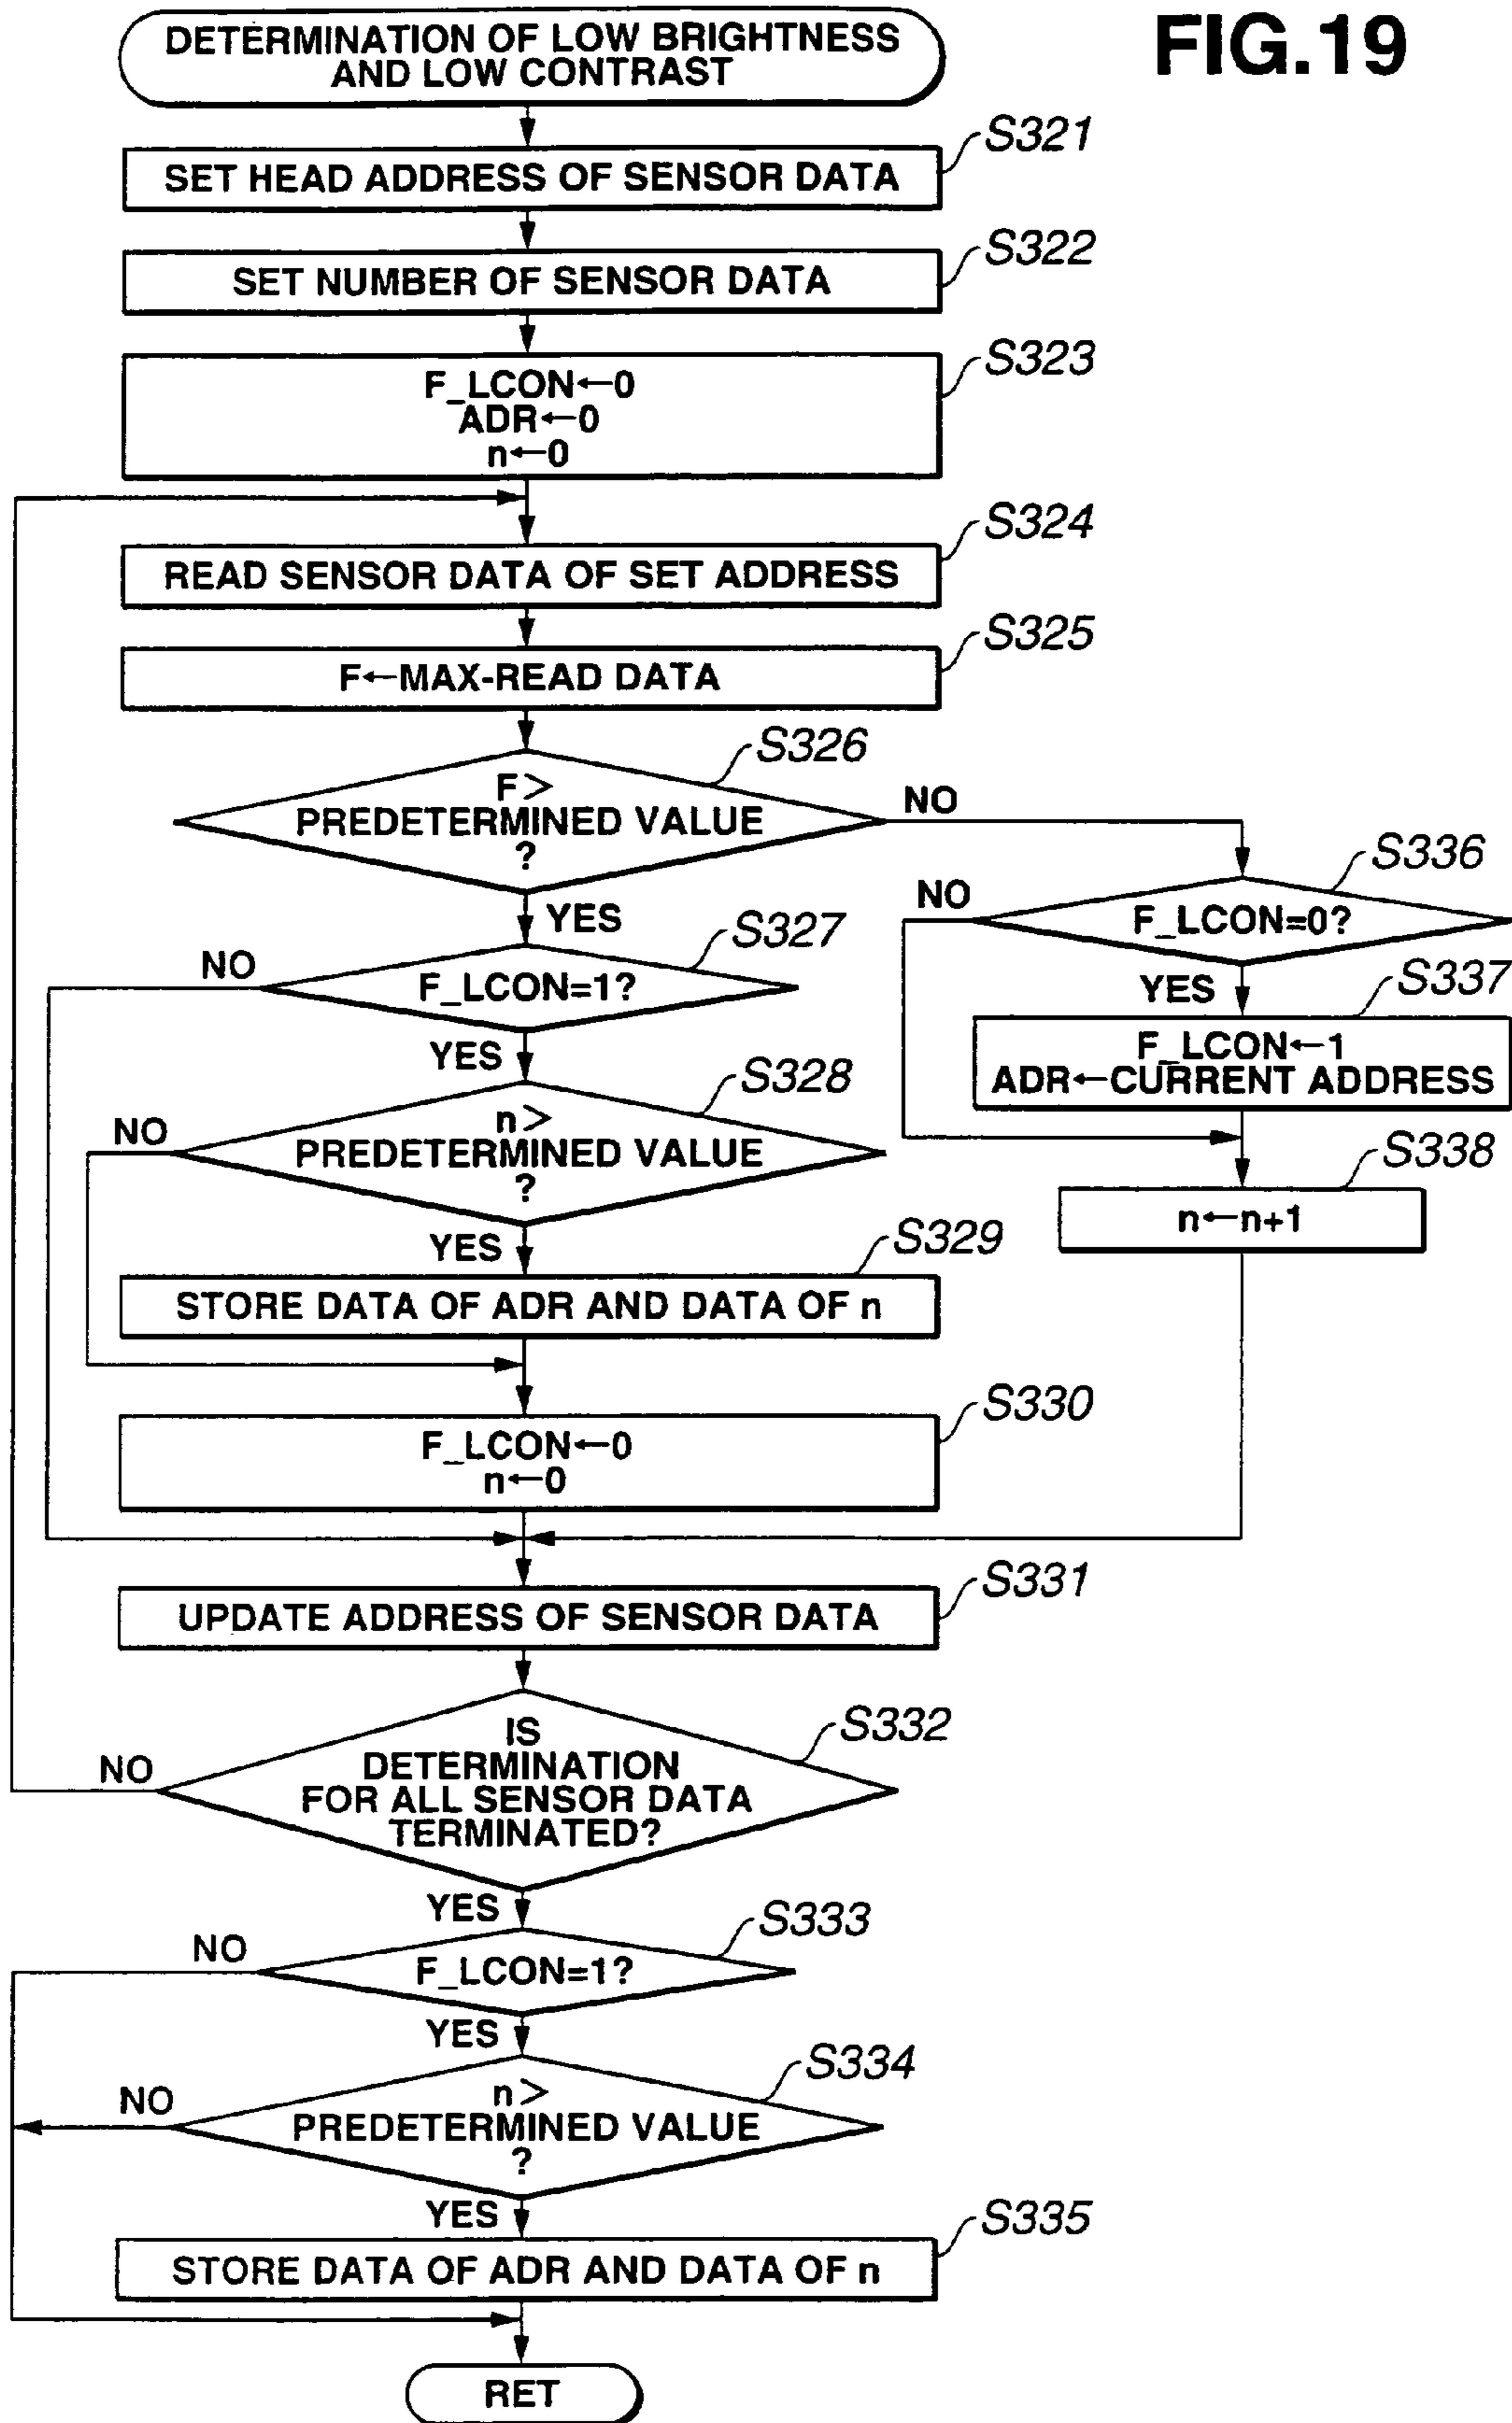 FIG.19
DETERMINATION OF LOW BRIGHTNESS
AND LOW CONTRAST
S321
SET HEAD ADDRESS OF SENSOR DATA
S322
SET NUMBER OF SENSOR DATA
S323
F_LCON←0
ADR←0
n←0
S324
READ SENSOR DATA OF SET ADDRESS
S325
F←MAX-READ DATA
S326
F>
PREDETERMINED VALUE
?
NO
YES
S336
F_LCON=0?
NO
YES
S337
F_LCON←1
ADR←CURRENT ADDRESS
S338
n←n+1
S327
F_LCON=1?
NO
YES
S328
n>
PREDETERMINED VALUE
?
NO
YES
S329
STORE DATA OF ADR AND DATA OF n
S330
F_LCON←0
n←0
S331
UPDATE ADDRESS OF SENSOR DATA
S332
IS
DETERMINATION
FOR ALL SENSOR DATA
TERMINATED?
NO
YES
S333
F_LCON=1?
NO
YES
S334
n>
PREDETERMINED VALUE
?
NO
YES
S335
STORE DATA OF ADR AND DATA OF n
RET